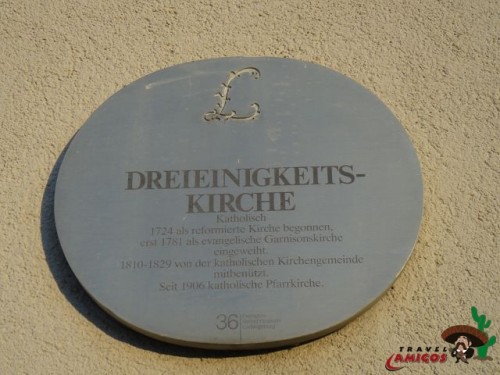 L
DREIEINIGKEITS-
KIRCHE
Katholisch
1724 als reformierte Kirche begonnen,
erst 1781 als evangelische Garnisonskirche
eingeweiht.
1810-1829 von der katholischen Kirchengemeinde
mitbenützt.
Seit 1906 katholische Pfarrkirche.
36
TRAVEL
AMIGOS